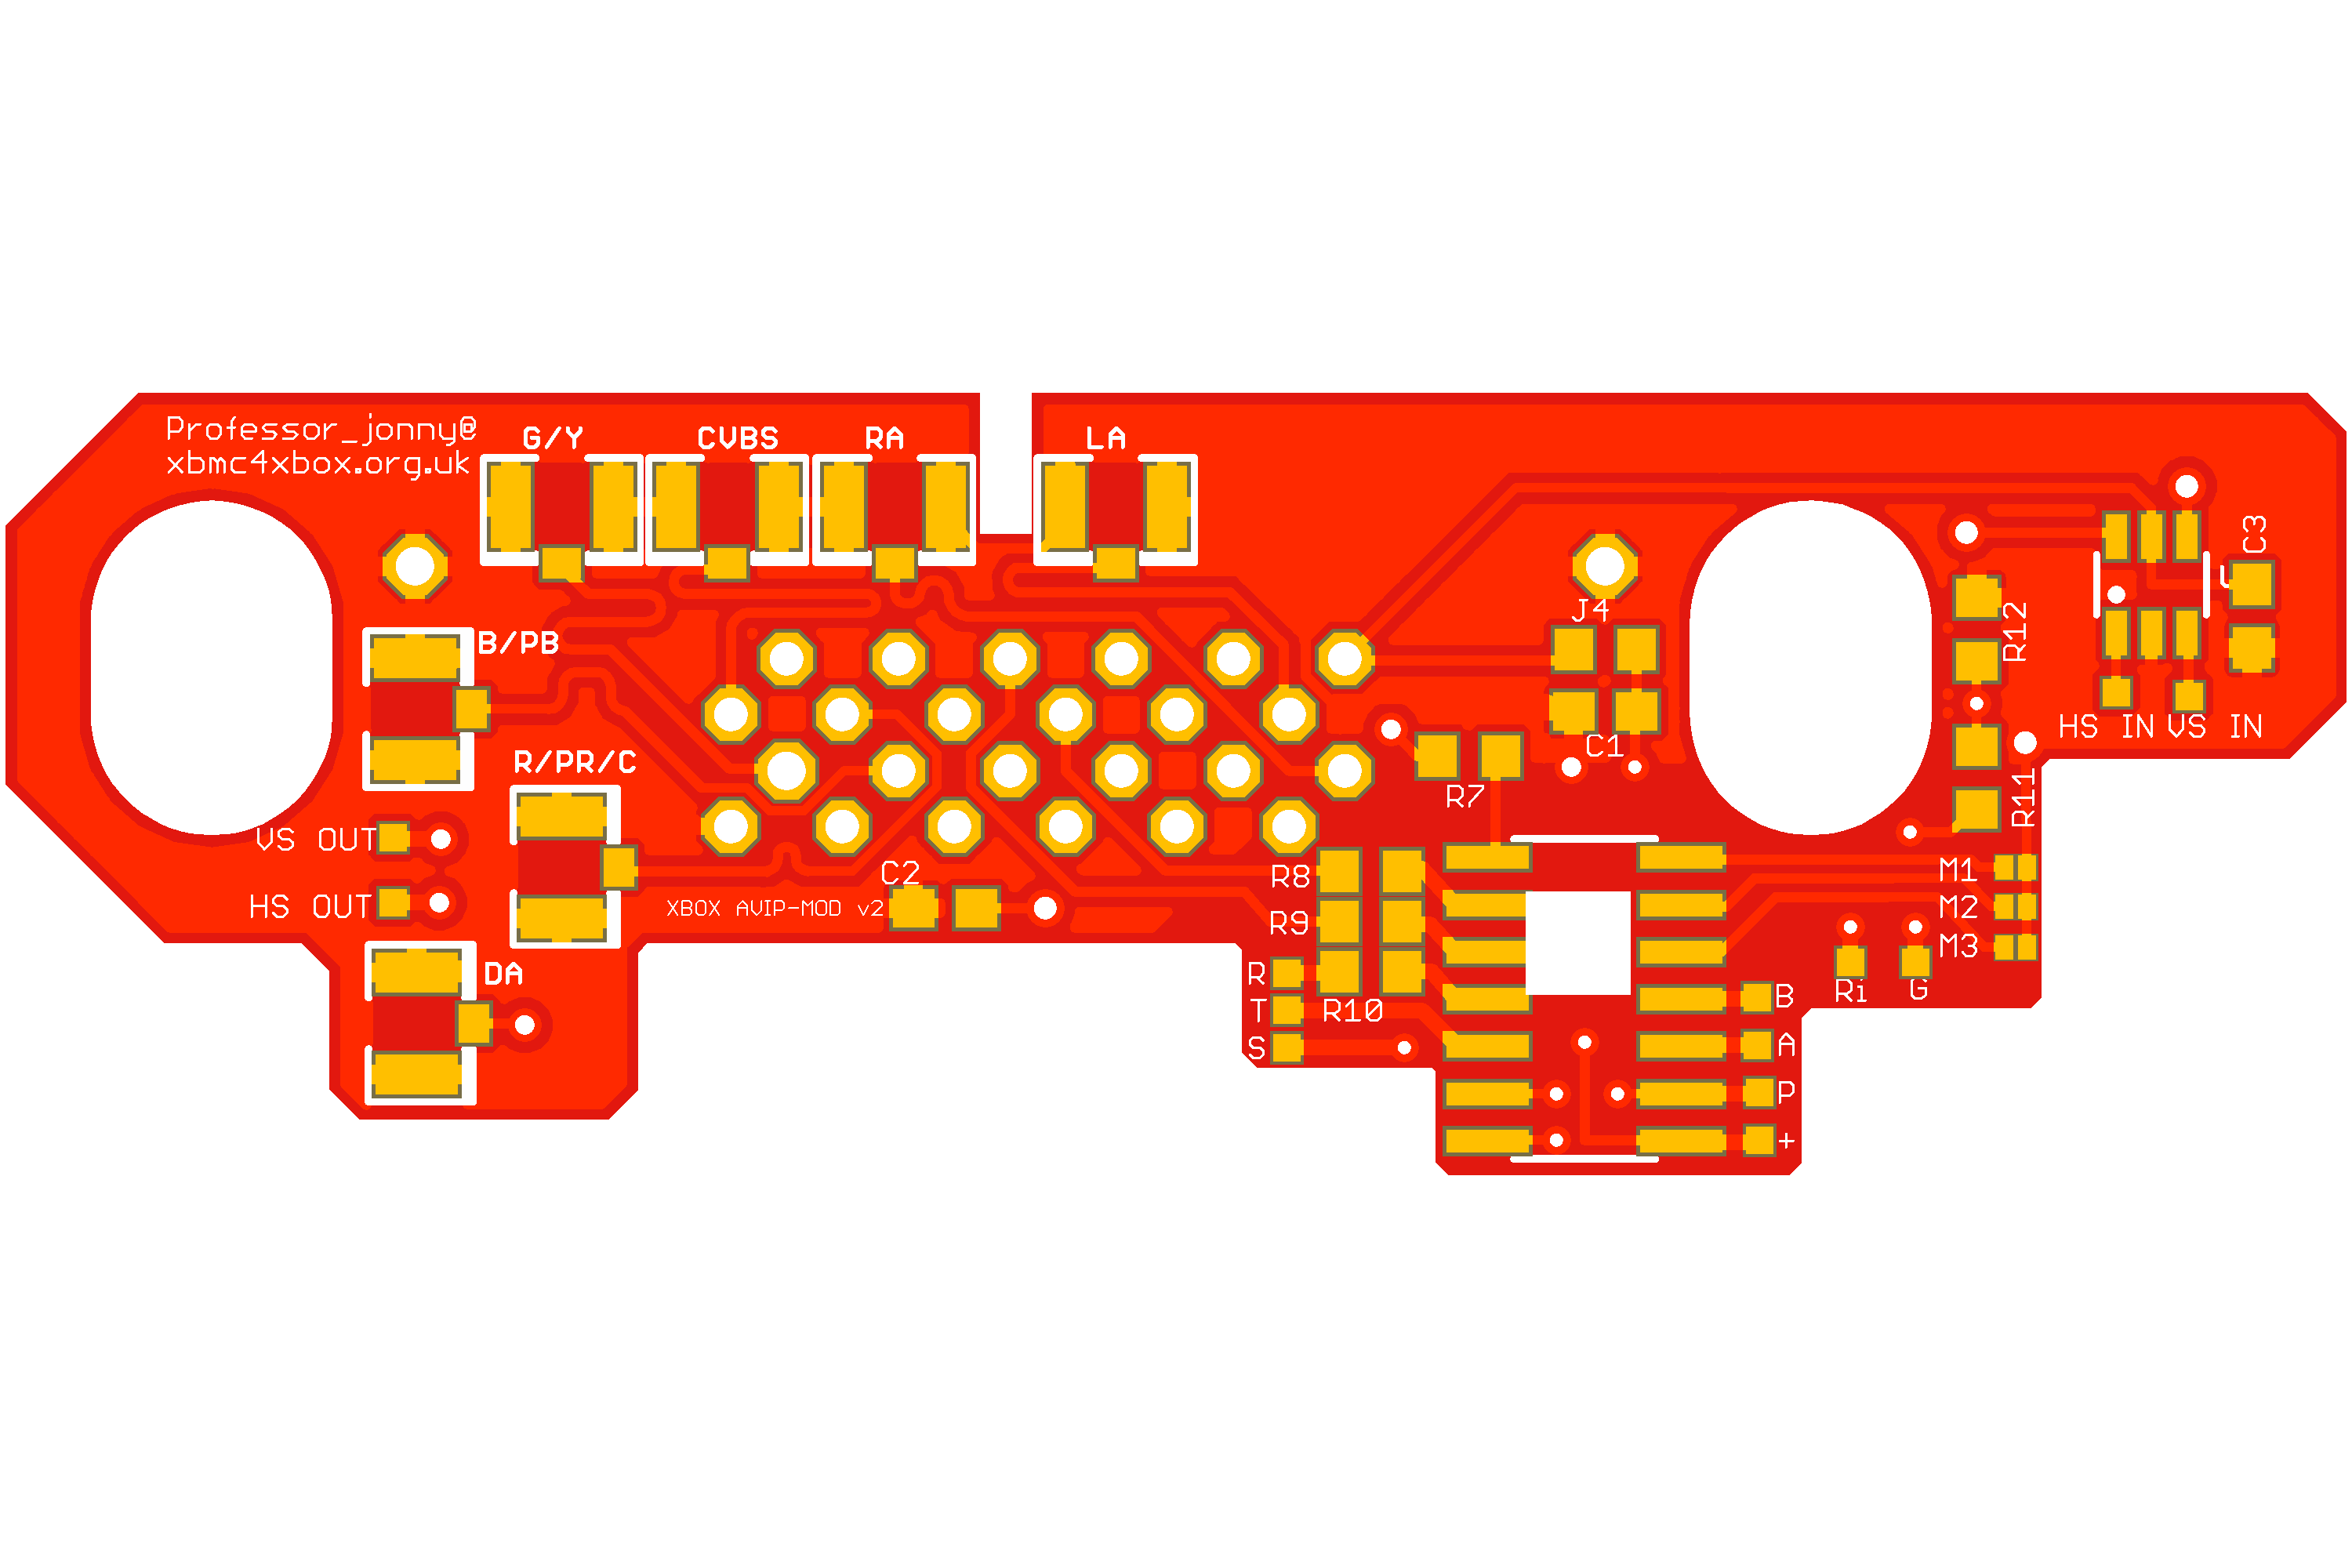 Professor_jonny@
xbmc4xbox.org.uk
G/Y
CVBS
RA
LA
C3
J4
R12
B/PB
HS IN
VS IN
C1
R/PR/C
R7
R11
VS OUT
C2
R8
M1
HS OUT
XBOX AVIP-MOD v2
R9
M2
M3
DA
R
Ri
G
B
T
R10
S
A
P
+